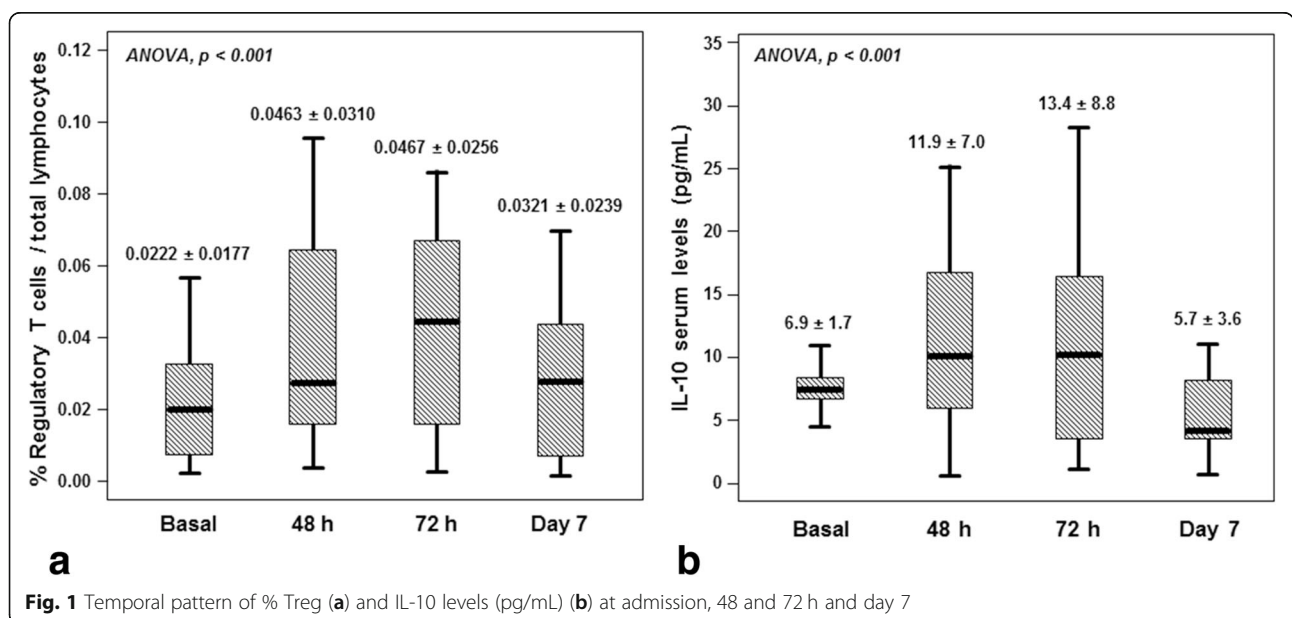 ANOVA, p < 0.001
% Regulatory T cells / total lymphocytes
0.12
0.10
0.08
0.06
0.04
0.02
0.00
0.0222 ± 0.0177
0.0463 ± 0.0310
0.0467 ± 0.0256
0.0321 ± 0.0239
Basal 48 h 72 h Day 7
a
ANOVA, p < 0.001
IL-10 serum levels (pg/mL)
35
30
25
20
15
10
5
0
6.9 ± 1.7
11.9 ± 7.0
13.4 ± 8.8
5.7 ± 3.6
Basal 48 h 72 h Day 7
b
Fig. 1 Temporal pattern of % Treg (a) and IL-10 levels (pg/mL) (b) at admission, 48 and 72 h and day 7